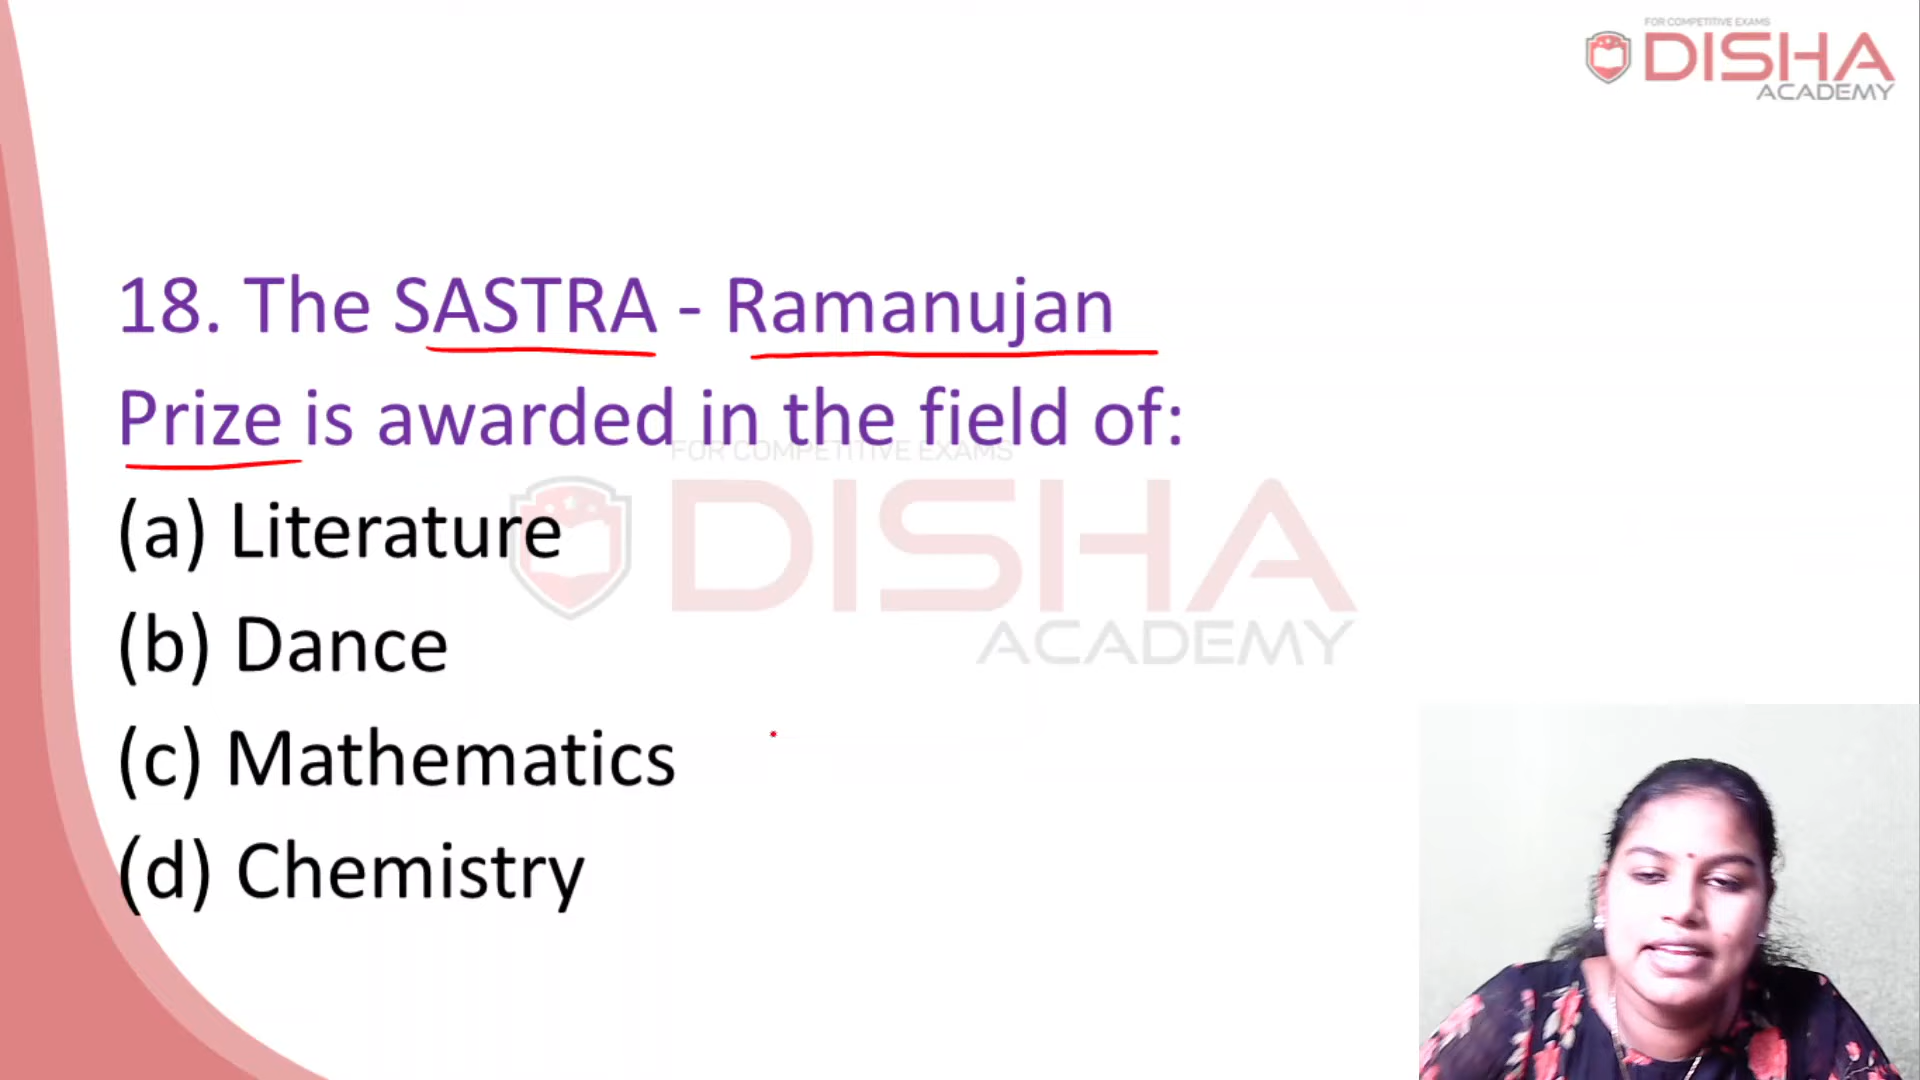 FOR COMPETITIVE EXAMS
DISHA
ACADEMY
18. The SASTRA - Ramanujan
Prize is awarded in the field of:
FOR COMPETITIVE EXAMS
(a) Literature
DISHA
ACADEMY
(b) Dance
(c) Mathematics
(d) Chemistry